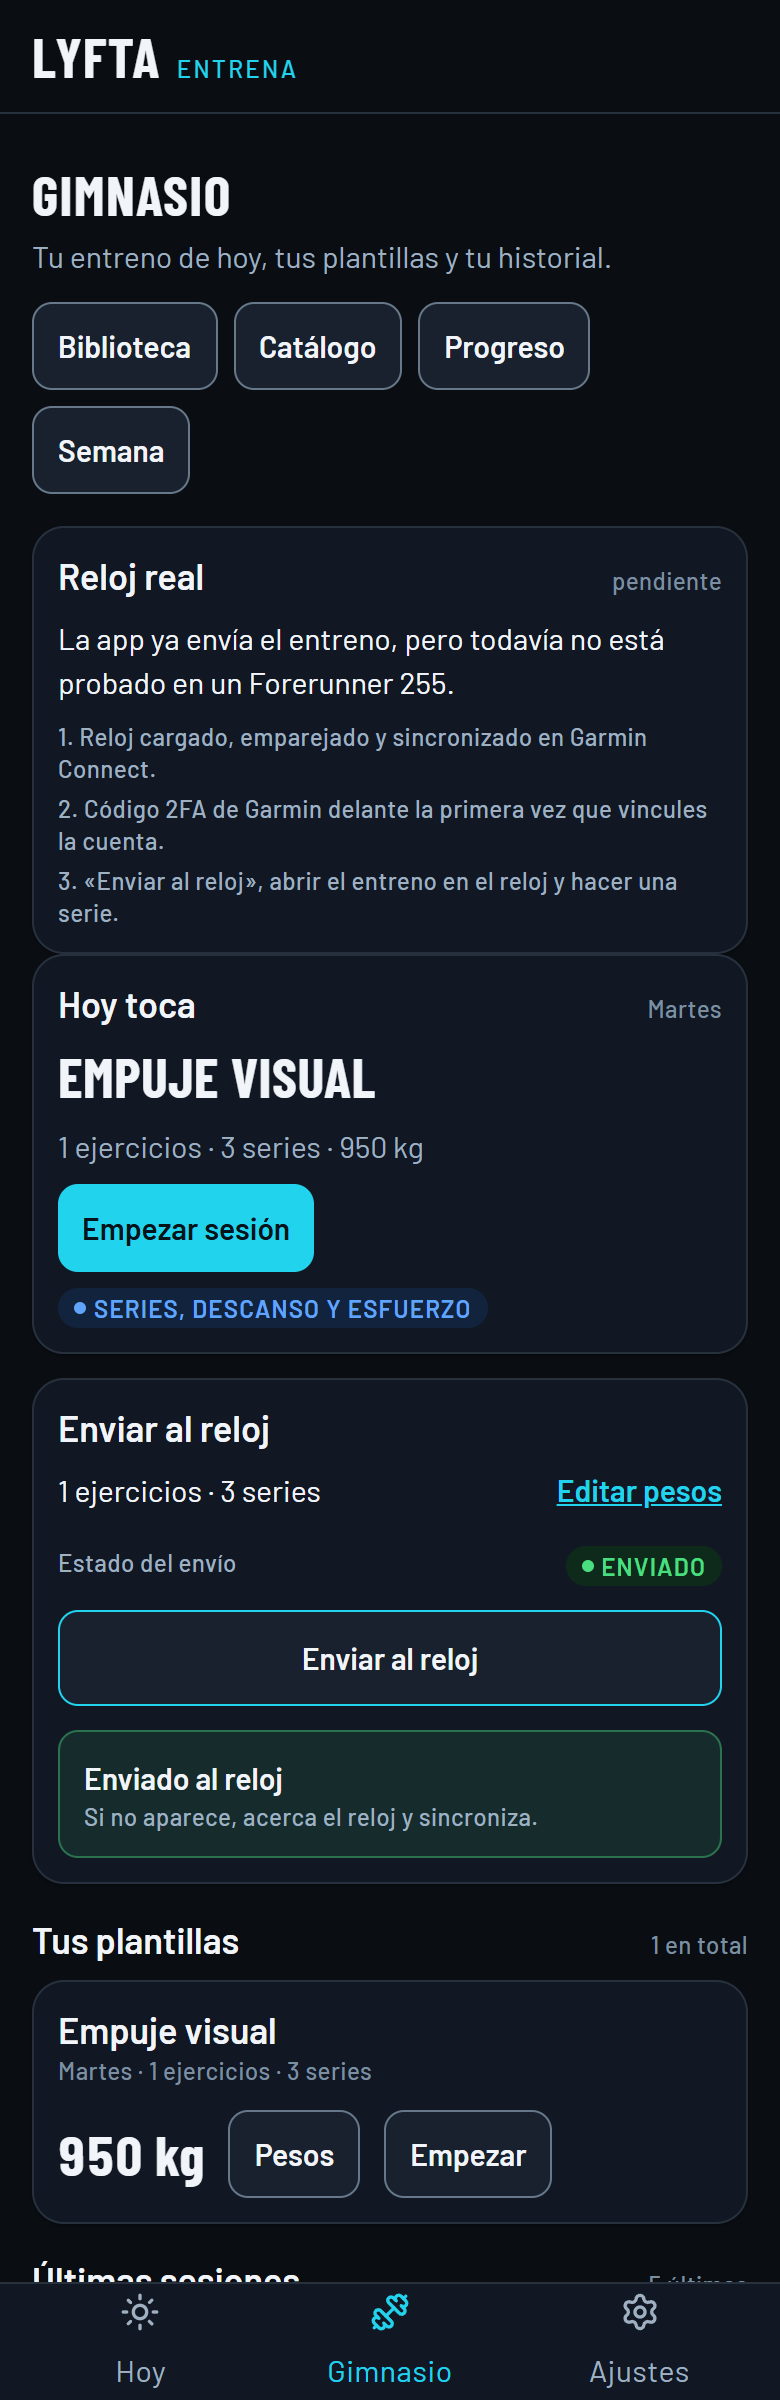 LYFTA ENTRENA
GIMNASIO
Tu entreno de hoy, tus plantillas y tu historial.
Biblioteca
Catálogo
Progreso
Semana
Reloj real
pendiente
La app ya envía el entreno, pero todavía no está
probado en un Forerunner 255.
1. Reloj cargado, emparejado y sincronizado en Garmin
Connect.
2. Código 2FA de Garmin delante la primera vez que vincules
la cuenta.
3. «Enviar al reloj», abrir el entreno en el reloj y hacer una
serie.
Hoy toca
Martes
EMPUJE VISUAL
1 ejercicios · 3 series · 950 kg
Empezar sesión
SERIES, DESCANSO Y ESFUERZO
Enviar al reloj
1 ejercicios · 3 series
Editar pesos
Estado del envío
ENVIADO
Enviar al reloj
Enviado al reloj
Si no aparece, acerca el reloj y sincroniza.
Tus plantillas
1 en total
Empuje visual
Martes · 1 ejercicios · 3 series
950 kg
Pesos
Empezar
Últimas sesiones
5 últimas
Hoy
Gimnasio
Ajustes